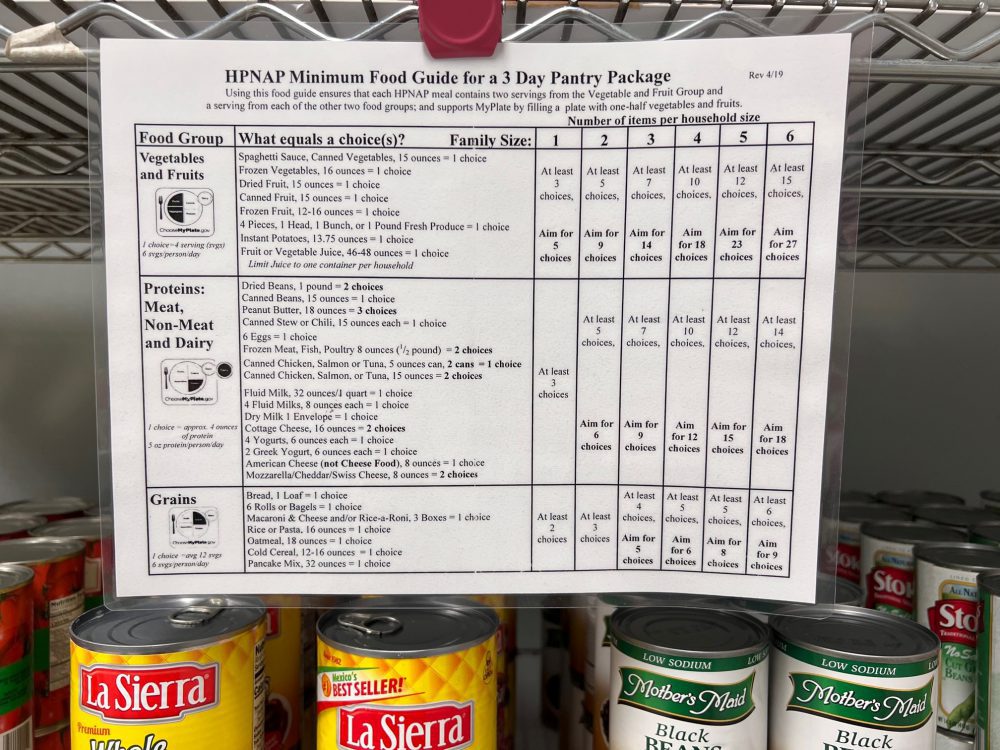 HPNAP Minimum Food Guide for a 3 Day Pantry Package
Rev 4/19
Using this food guide ensures that each HPNAP meal contains two servings from the Vegetable and Fruit Group and
a serving from each of the other two food groups; and supports MyPlate by filling a plate with one-half vegetables and fruits.
Number of items per household size
Food Group What equals a choice(s)? Family Size: 1 2 3 4 5 6
Vegetables
and Fruits
ChooseMyPlate.gov
1 choice~4 serving (svgs)
6 svgs/person/day
Spaghetti Sauce, Canned Vegetables, 15 ounces = 1 choice
Frozen Vegetables, 16 ounces = 1 choice
Dried Fruit, 15 ounces = 1 choice
Canned Fruit, 15 ounces = 1 choice
Frozen Fruit, 12-16 ounces = 1 choice
4 Pieces, 1 Head, 1 Bunch, or 1 Pound Fresh Produce = 1 choice
Instant Potatoes, 13.75 ounces = 1 choice
Fruit or Vegetable Juice, 46-48 ounces = 1 choice
Limit Juice to one container per household
At least
3
choices,
Aim for
5
choices
At least
5
choices,
Aim for
9
choices
At least
7
choices,
Aim for
14
choices
At least
10
choices,
Aim
for 18
choices
At least
12
choices,
Aim for
23
choices
At least
15
choices,
Aim
for 27
choices
Proteins:
Meat,
Non-Meat
and Dairy
ChooseMyPlate.gov
1 choice = approx. 4 ounces
of protein
5 oz protein/person/day
Dried Beans, 1 pound = 2 choices
Canned Beans, 15 ounce = 1 choice
Peanut Butter, 18 ounces = 3 choices
Canned Stew or Chili, 15 ounces each = 1 choice
6 Eggs = 1 choice
Frozen Meat, Fish, Poultry 8 ounces (1/2 pound) = 2 choices
Canned Chicken, Salmon or Tuna, 5 ounces can, 2 cans = 1 choice
Canned Chicken, Salmon, or Tuna, 15 ounces = 2 choices
Fluid Milk, 32 ounces/1 quart = 1 choice
4 Fluid Milks, 8 ounces each = 1 choice
Dry Milk 1 Envelope = 1 choice
Cottage Cheese, 16 ounces = 2 choices
4 Yogurts, 6 ounces each = 1 choice
2 Greek Yogurt, 6 ounces each = 1 choice
American Cheese (not Cheese Food), 8 ounces = 1 choice
Mozzarella/Cheddar/Swiss Cheese, 8 ounces = 2 choices
At least
3
choices
At least
5
choices,
Aim for
6
choices
At least
7
choices,
Aim for
9
choices
At least
10
choices,
Aim
for 12
choices
At least
12
choices,
Aim for
15
choices
At least
14
choices,
Aim
for 18
choices
Grains
ChooseMyPlate.gov
1 choice ~avg 12 svgs
6 svgs/person/day
Bread, 1 Loaf = 1 choice
6 Rolls or Bagels = 1 choice
Macaroni & Cheese and/or Rice-a-Roni, 3 Boxes = 1 choice
Rice or Pasta, 16 ounces = 1 choice
Oatmeal, 18 ounces = 1 choice
Cold Cereal, 12-16 ounces = 1 choice
Pancake Mix, 32 ounces = 1 choice
At least
2
choices
At least
3
choices
At least
4
choices,
Aim for
5
choices
At least
5
choices,
Aim
for 6
choices
At least
5
choices,
Aim for
8
choices
At least
6
choices,
Aim
for 9
choices
La Sierra
Premium
Whole
Mexico's
#1 BEST SELLER!
La Sierra
LOW SODIUM
Mother's Maid
Black
BEANS
LOW SODIUM
Mother's Maid
Black